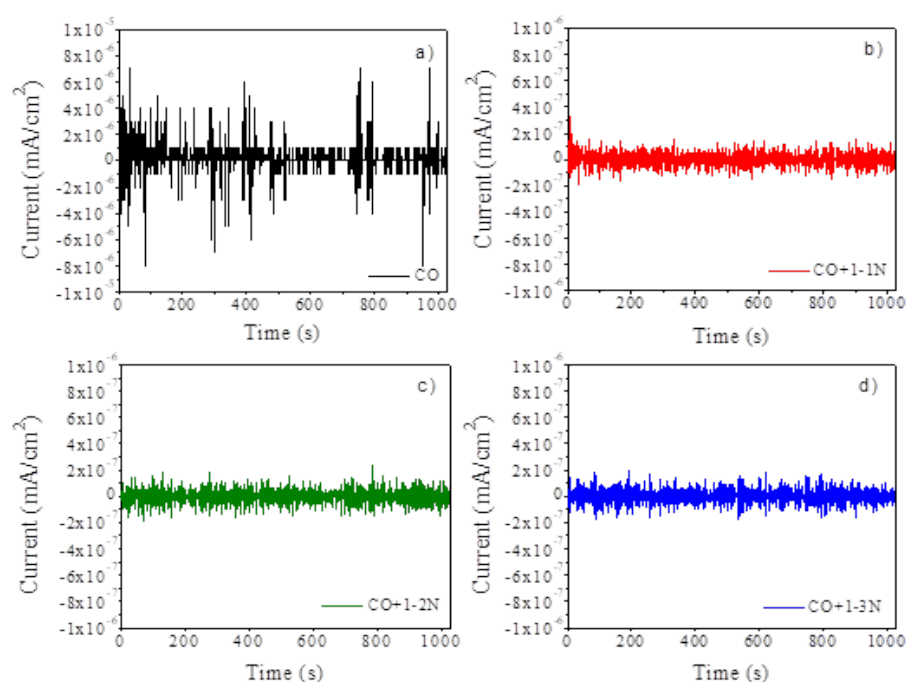 a)
Current (mA/cm²)
1x10⁻⁵
8x10⁻⁶
6x10⁻⁶
4x10⁻⁶
2x10⁻⁶
0
-2x10⁻⁶
-4x10⁻⁶
-6x10⁻⁶
-8x10⁻⁶
-1x10⁻⁵
CO
0 200 400 600 800 1000
Time (s)
b)
Current (mA/cm²)
1x10⁻⁶
8x10⁻⁷
6x10⁻⁷
4x10⁻⁷
2x10⁻⁷
0
-2x10⁻⁷
-4x10⁻⁷
-6x10⁻⁷
-8x10⁻⁷
-1x10⁻⁶
CO+1-1N
0 200 400 600 800 1000
Time (s)
c)
Current (mA/cm²)
1x10⁻⁶
8x10⁻⁷
6x10⁻⁷
4x10⁻⁷
2x10⁻⁷
0
-2x10⁻⁷
-4x10⁻⁷
-6x10⁻⁷
-8x10⁻⁷
-1x10⁻⁶
CO+1-2N
0 200 400 600 800 1000
Time (s)
d)
Current (mA/cm²)
1x10⁻⁶
8x10⁻⁷
6x10⁻⁷
4x10⁻⁷
2x10⁻⁷
0
-2x10⁻⁷
-4x10⁻⁷
-6x10⁻⁷
-8x10⁻⁷
-1x10⁻⁶
CO+1-3N
0 200 400 600 800 1000
Time (s)